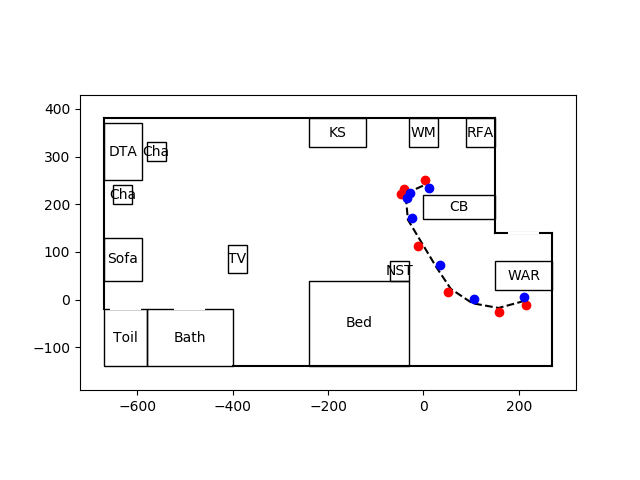 400
300
200
100
0
−100
−600
−400
−200
0
200
DTA
Cha
Cha
KS
WM
RFA
CB
Sofa
TV
NST
WAR
Bed
Toil
Bath